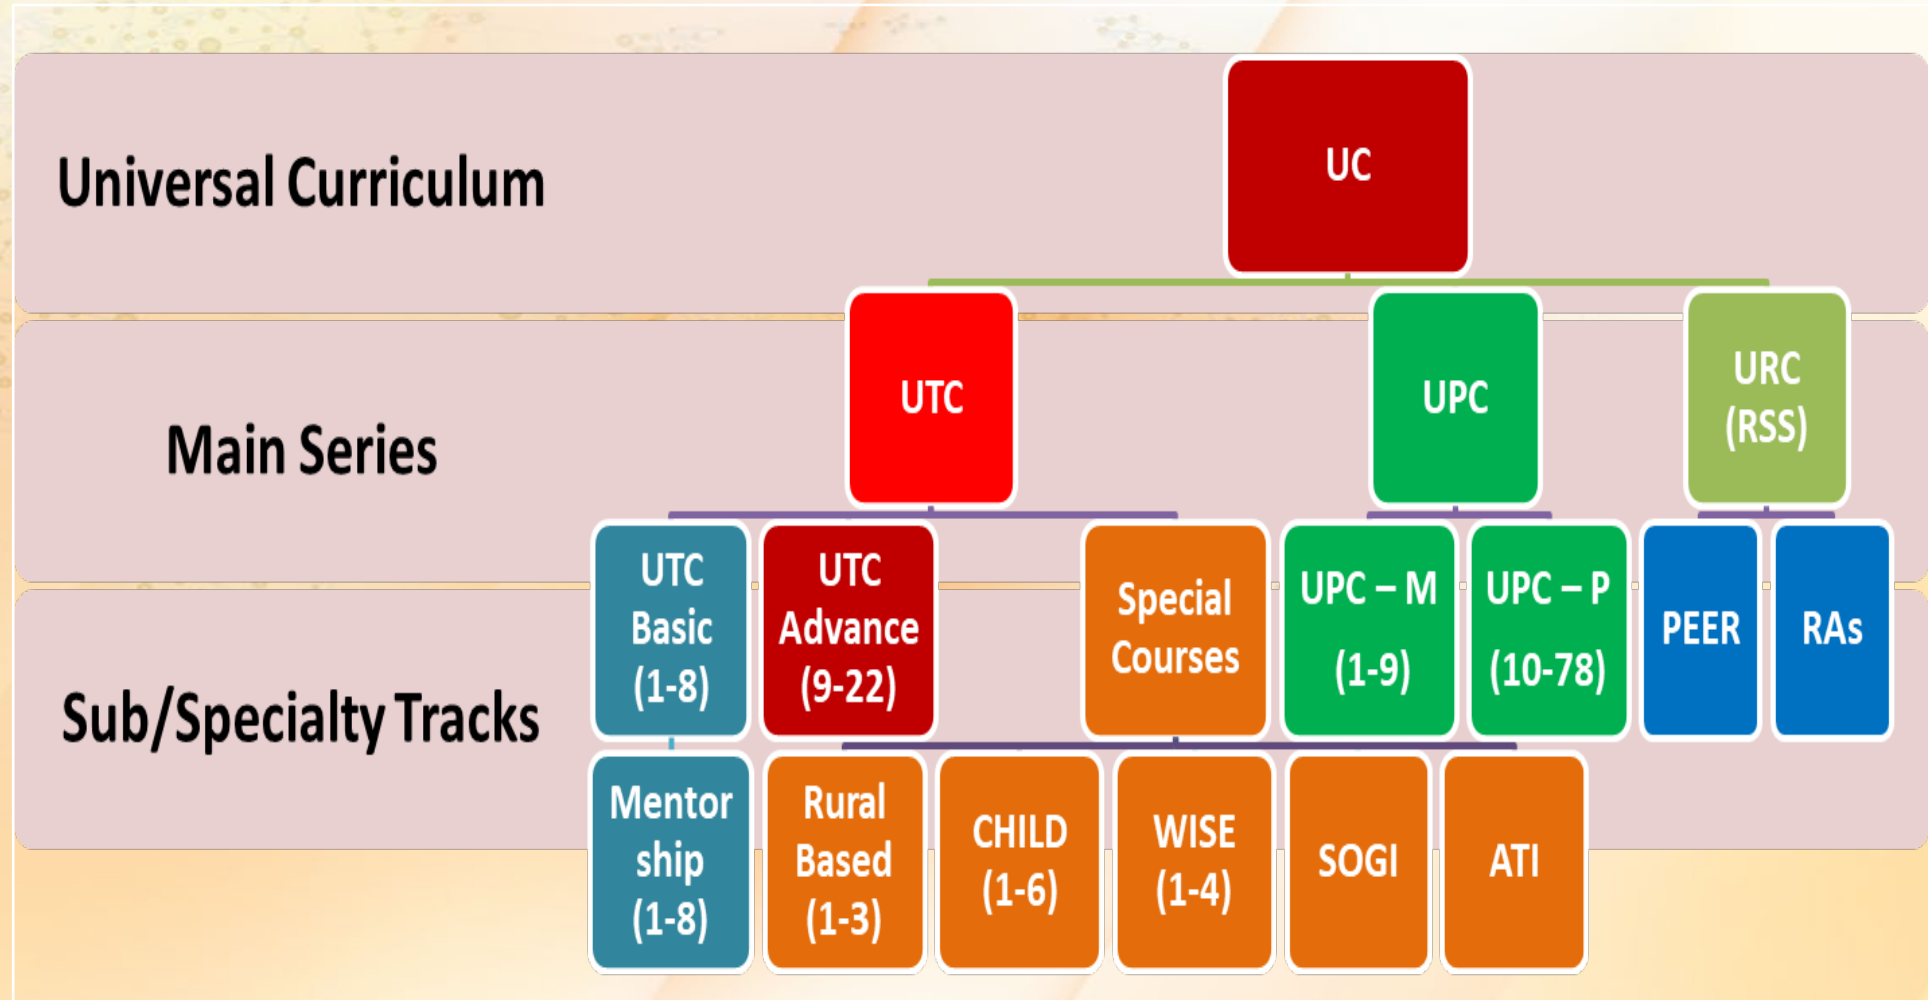 Universal Curriculum
UC
Main Series
UTC
UPC
URC
(RSS)
Sub/Specialty Tracks
UTC
Basic
(1-8)
UTC
Advance
(9-22)
Special
Courses
UPC – M
(1-9)
UPC – P
(10-78)
PEER
RAs
Mentor
ship
(1-8)
Rural
Based
(1-3)
CHILD
(1-6)
WISE
(1-4)
SOGI
ATI